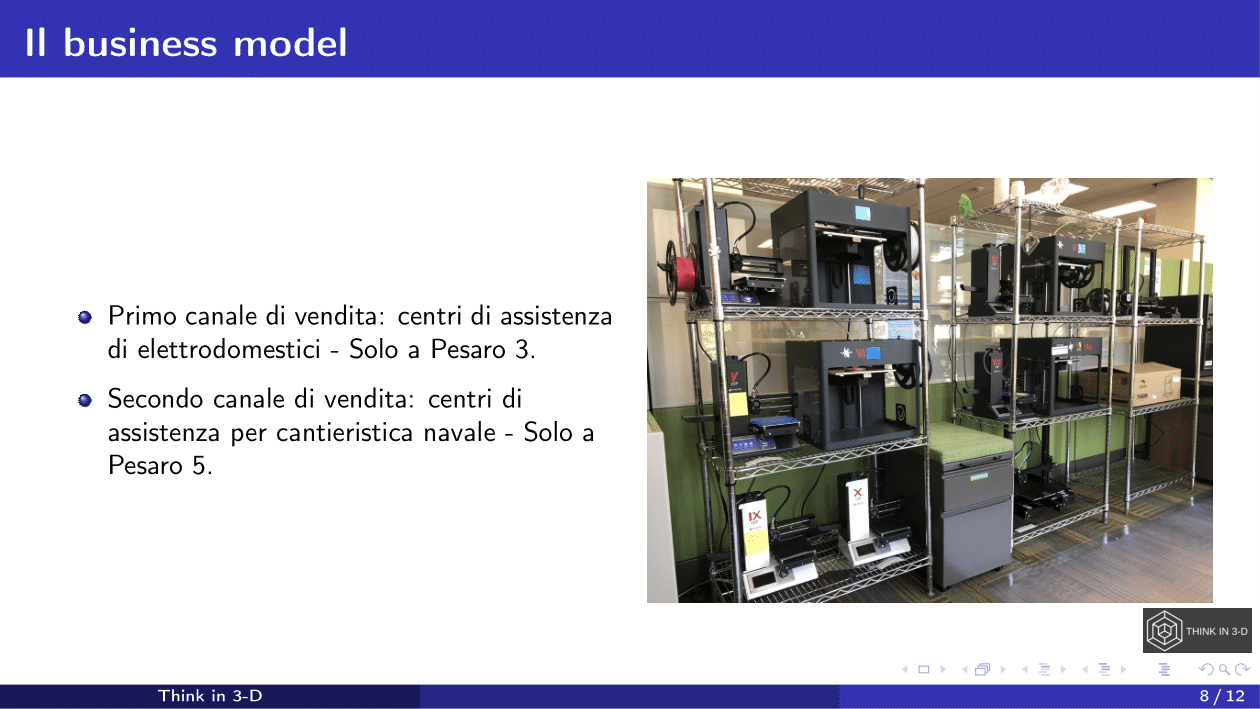 Il business model
Primo canale di vendita: centri di assistenza
di elettrodomestici - Solo a Pesaro 3.
Secondo canale di vendita: centri di
assistenza per cantieristica navale - Solo a
Pesaro 5.
V
IX
X
THINK IN 3-D
Think in 3-D
8 / 12